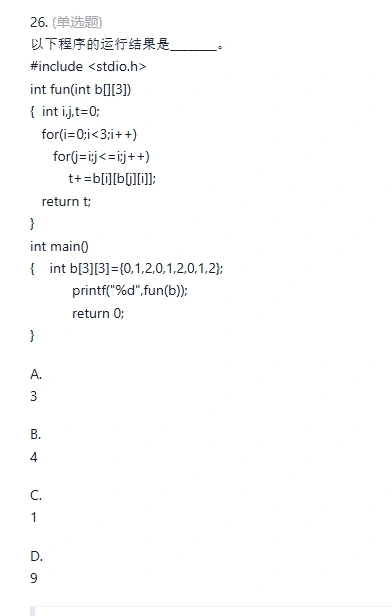 26. (单选题)
以下程序的运行结果是______。
#include <stdio.h>
int fun(int b[][3])
{ int i,j,t=0;
for(i=0;i<3;i++)
for(j=i;j<=i;j++)
t+=b[i][b[j][i]];
return t;
}
int main()
{ int b[3][3]={0,1,2,0,1,2,0,1,2};
printf("%d",fun(b));
return 0;
}
A.
3
B.
4
C.
1
D.
9